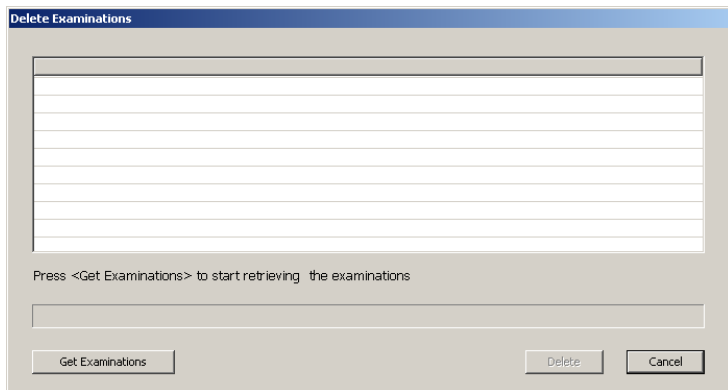 Delete Examinations
Press <Get Examinations> to start retrieving  the examinations
Get Examinations
Delete
Cancel